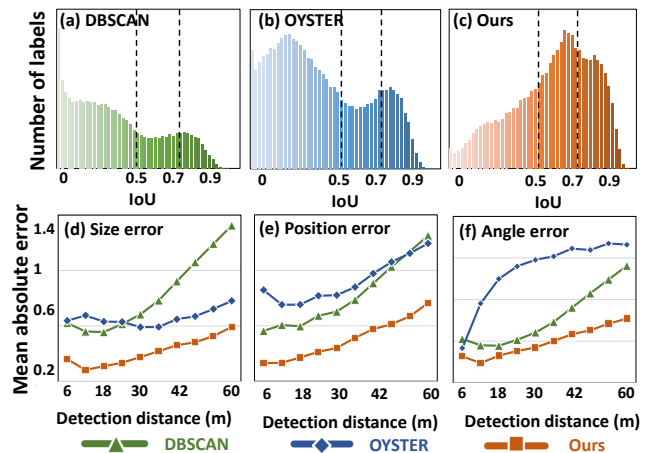 (a) DBSCAN
(b) OYSTER
(c) Ours
Number of labels
0 0.5 0.7 0.9
0 0.5 0.7 0.9
0 0.5 0.7 0.9
IoU
IoU
IoU
(d) Size error
(e) Position error
(f) Angle error
Mean absolute error
1.4
1
0.6
0.2
6 18 30 42 60
6 18 30 42 60
6 18 30 42 60
Detection distance (m)
Detection distance (m)
Detection distance (m)
DBSCAN
OYSTER
Ours